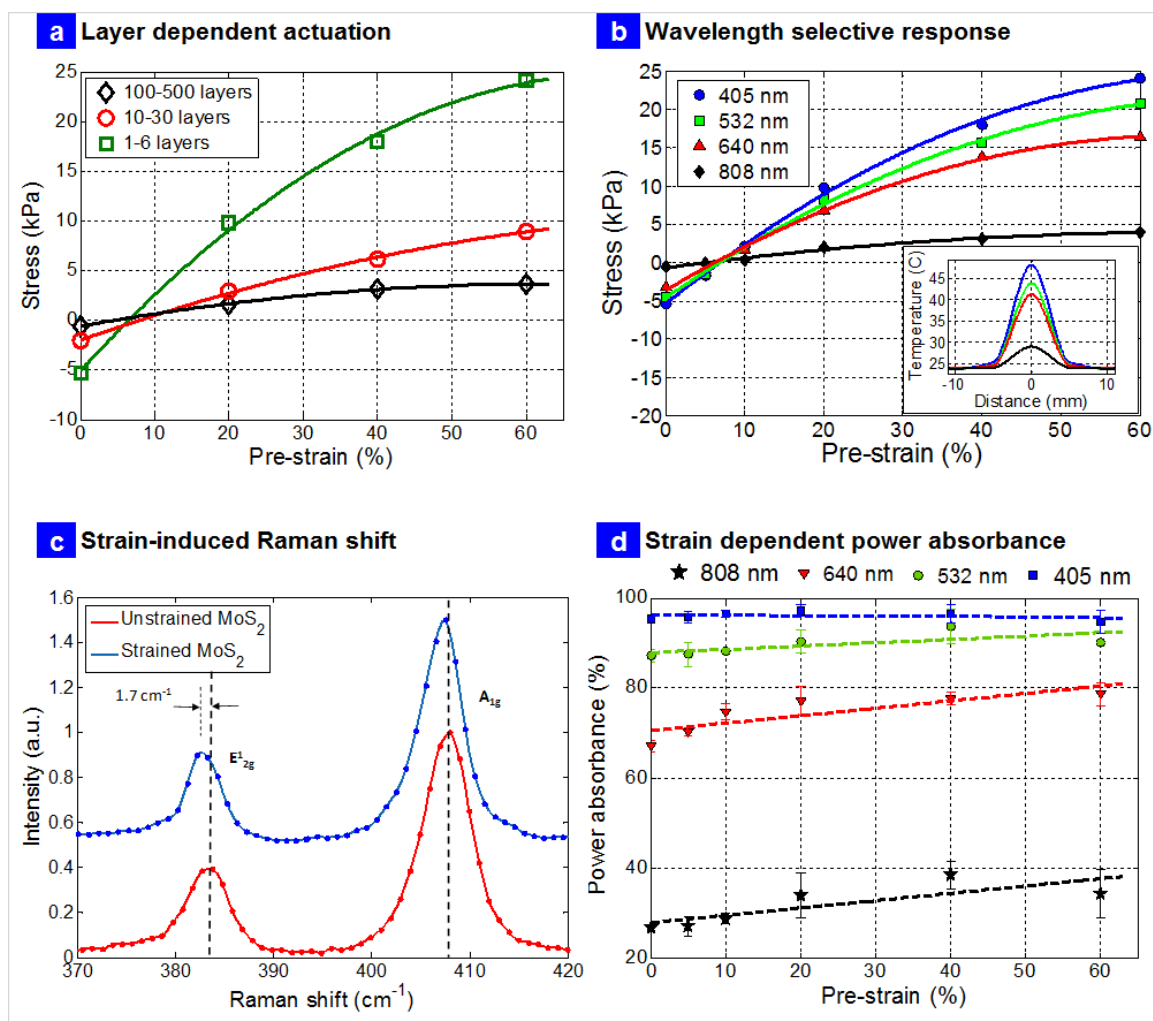 a Layer dependent actuation
25
20
15
10
5
0
-5
-10
0 10 20 30 40 50 60
Stress (kPa)
Pre-strain (%)
100-500 layers
10-30 layers
1-6 layers
b Wavelength selective response
25
20
15
10
5
0
-5
-10
-15
-20
0 10 20 30 40 50 60
Stress (kPa)
Pre-strain (%)
405 nm
532 nm
640 nm
808 nm
Temperature (C)
45
40
35
30
25
-10 0 10
Distance (mm)
c Strain-induced Raman shift
1.6
1.4
1.2
1
0.8
0.6
0.4
0.2
0
370 380 390 400 410 420
Intensity (a.u.)
Raman shift (cm⁻¹)
Unstrained MoS₂
Strained MoS₂
1.7 cm⁻¹
E¹₂g
A₁g
d Strain dependent power absorbance
808 nm 640 nm 532 nm 405 nm
100
80
60
40
20
0 10 20 30 40 50 60
Power absorbance (%)
Pre-strain (%)